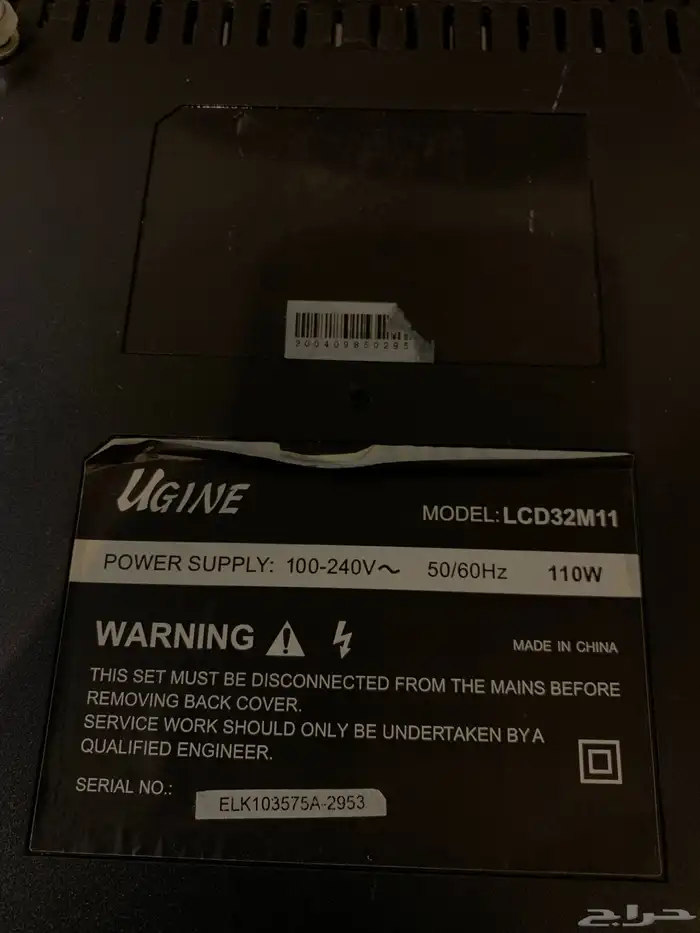 200409850295
UGINE
MODEL: LCD32M11
POWER SUPPLY: 100-240V～ 50/60Hz 110W
WARNING
MADE IN CHINA
THIS SET MUST BE DISCONNECTED FROM THE MAINS BEFORE
REMOVING BACK COVER.
SERVICE WORK SHOULD ONLY BE UNDERTAKEN BY A
QUALIFIED ENGINEER.
SERIAL NO.:
ELK103575A-2953
حراج